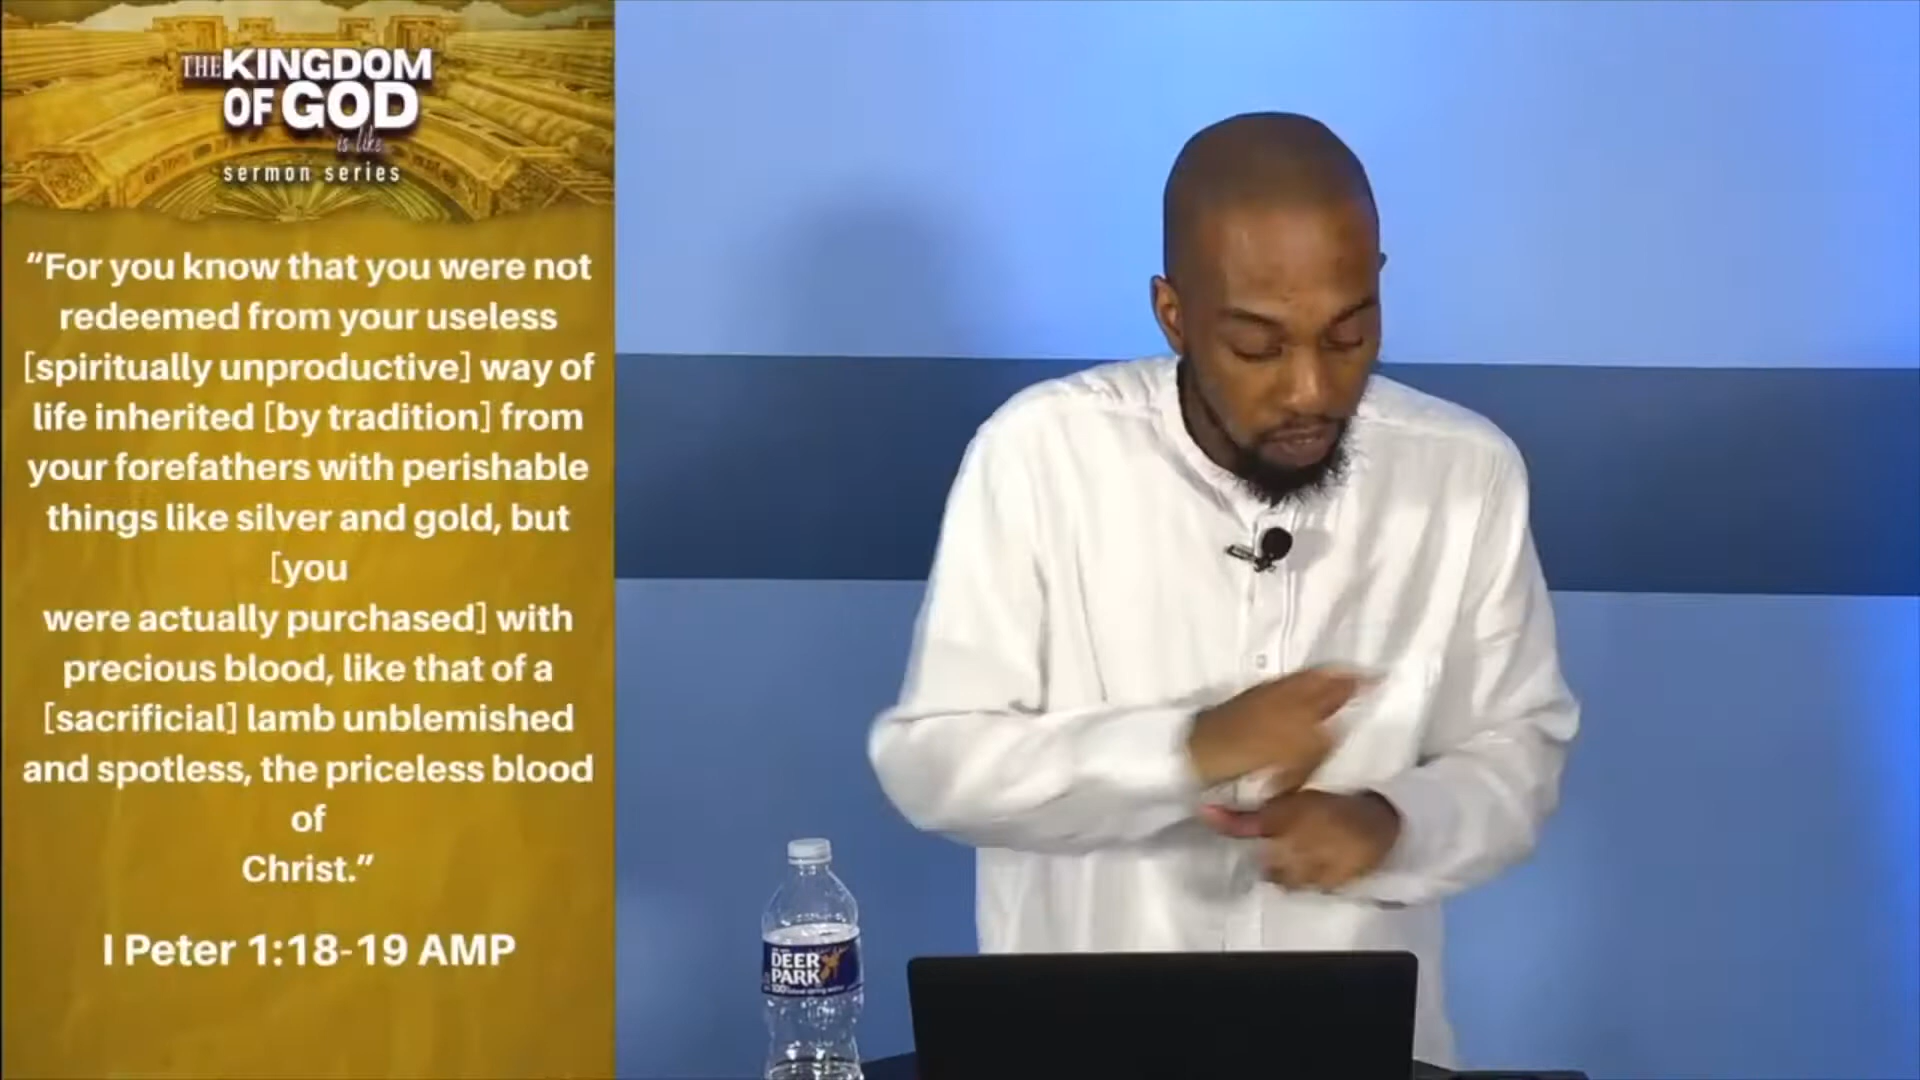 THE KINGDOM
OF GOD
is like
sermon series
“For you know that you were not
redeemed from your useless
[spiritually unproductive] way of
life inherited [by tradition] from
your forefathers with perishable
things like silver and gold, but
[you
were actually purchased] with
precious blood, like that of a
[sacrificial] lamb unblemished
and spotless, the priceless blood
of
Christ.”
I Peter 1:18-19 AMP
DEER
PARK
100%